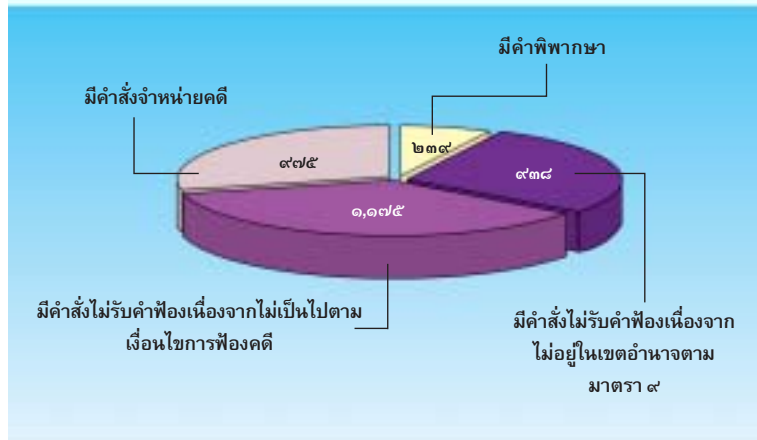 มีคำพิพากษา
มีคำสั่งจำหน่ายคดี
๒๓๙
๙๗๕
๙๓๘
๑,๑๗๕
มีคำสั่งไม่รับคำฟ้องเนื่องจากไม่เป็นไปตาม
เงื่อนไขการฟ้องคดี
มีคำสั่งไม่รับคำฟ้องเนื่องจาก
ไม่อยู่ในเขตอำนาจตาม
มาตรา ๙